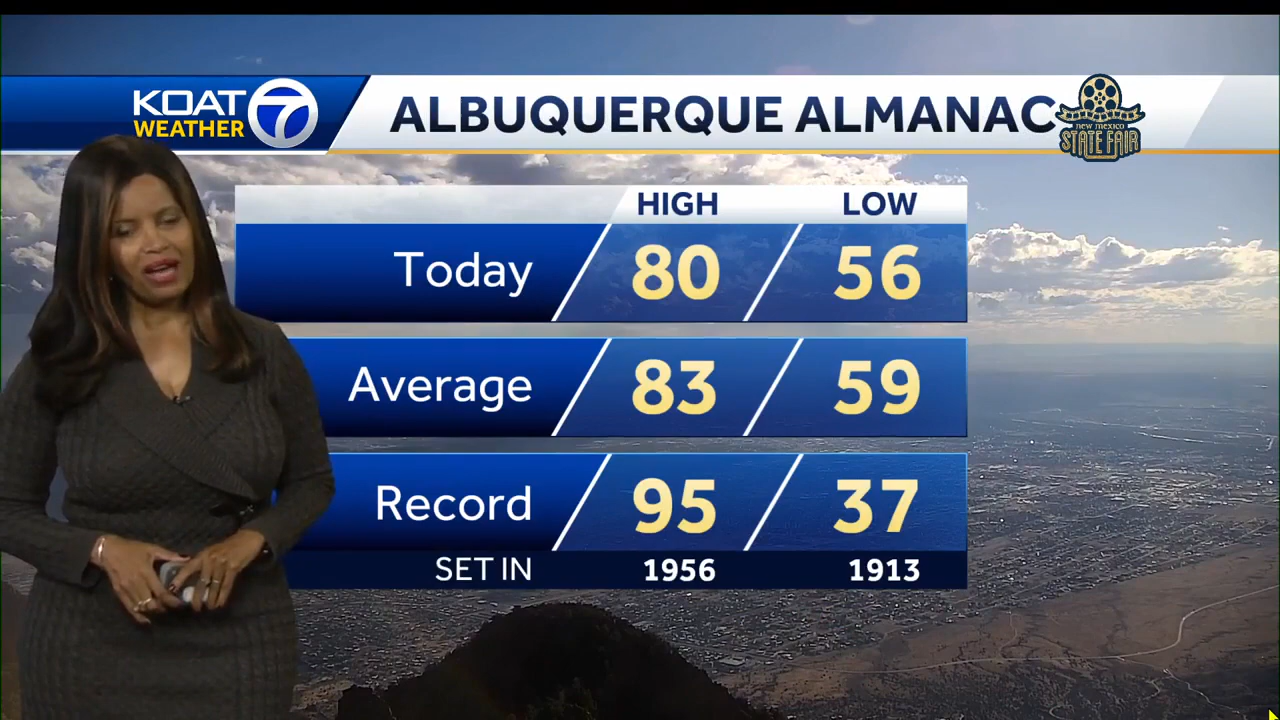 KOAT
WEATHER
7
ALBUQUERQUE ALMANAC
new mexico
STATE FAIR
HIGH LOW
Today 80 56
Average 83 59
Record 95 37
SET IN 1956 1913